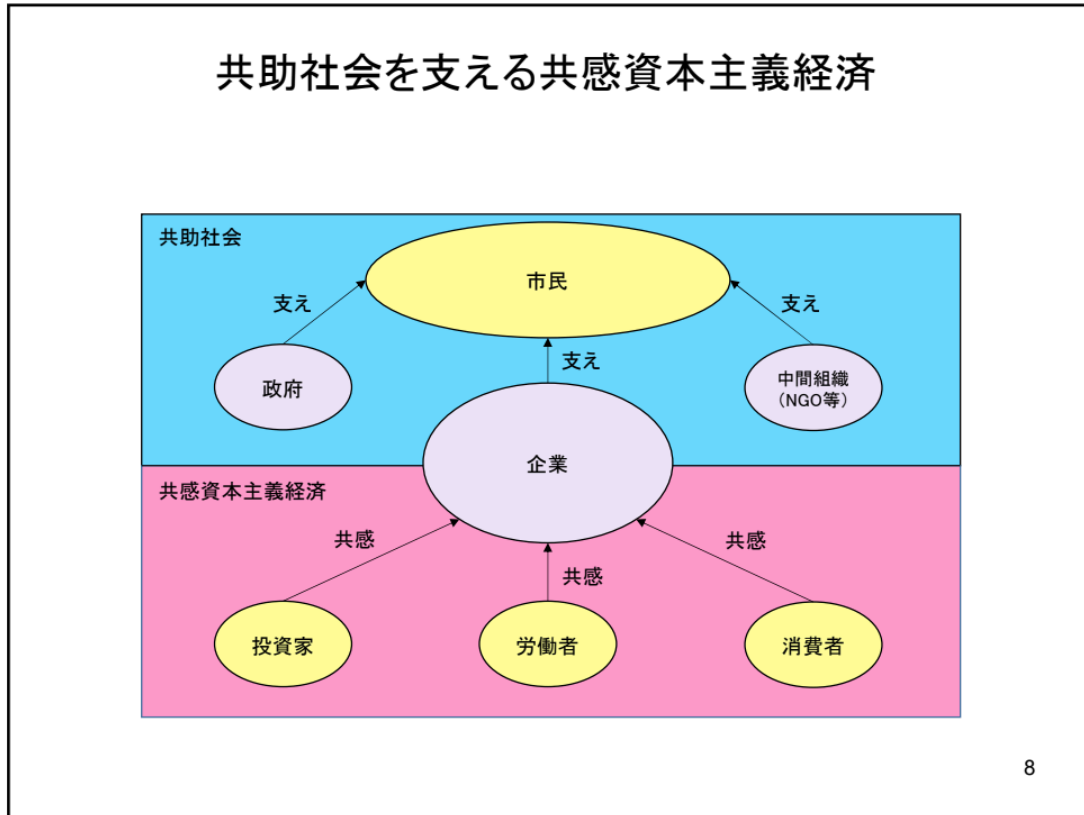 共助社会を支える共感資本主義経済
共助社会
市民
支え
支え
支え
政府
中間組織
（NGO等）
企業
共感資本主義経済
共感
共感
共感
投資家
労働者
消費者
8